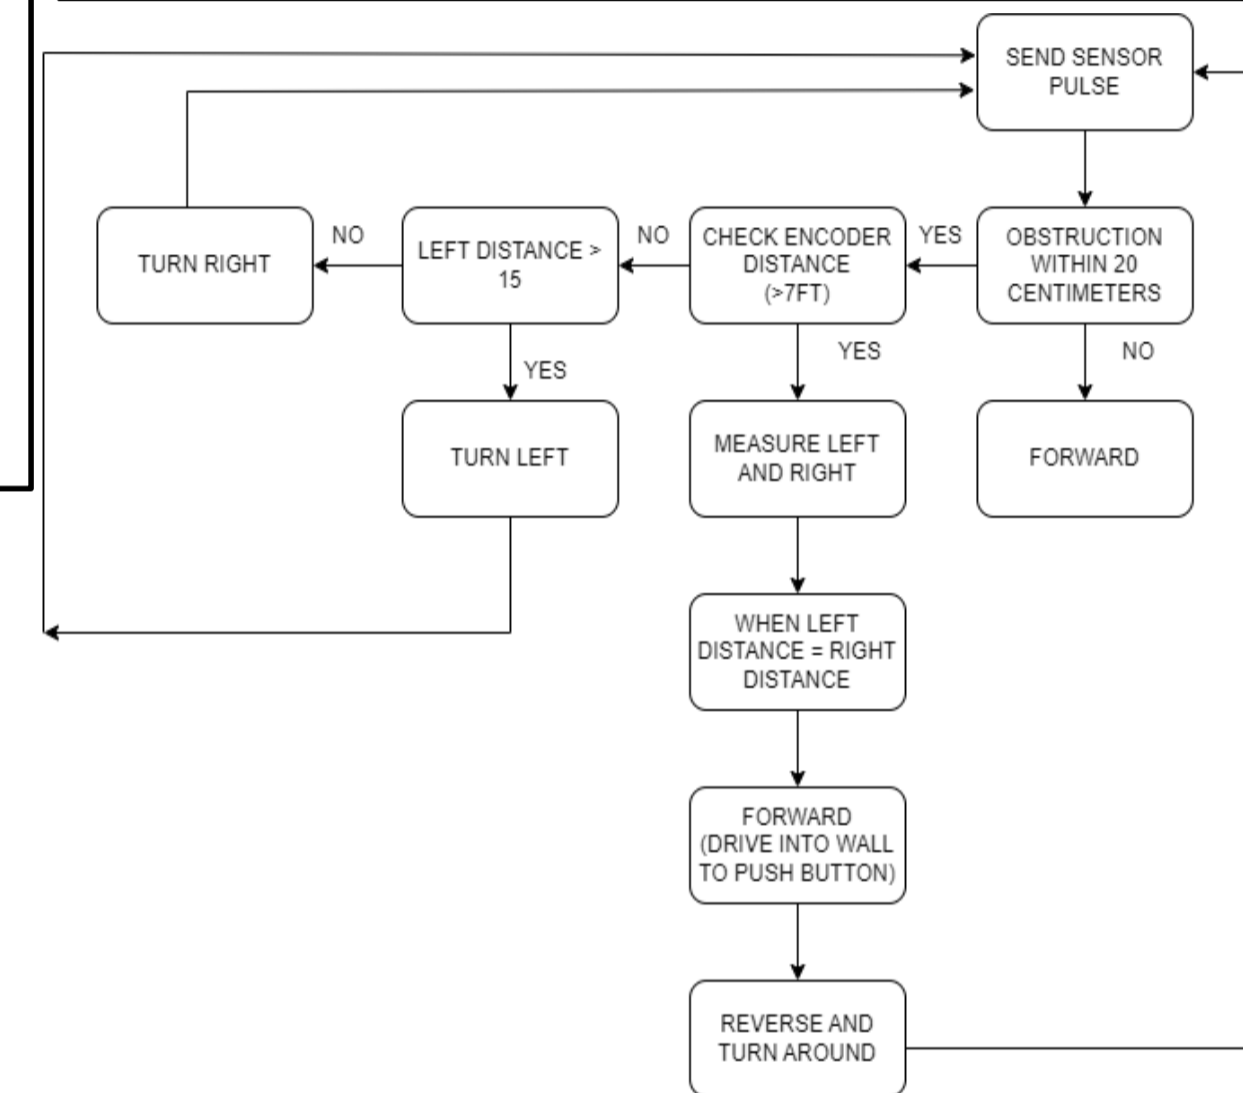 SEND SENSOR
PULSE
TURN RIGHT
NO
LEFT DISTANCE >
15
NO
CHECK ENCODER
DISTANCE
(>7FT)
YES
OBSTRUCTION
WITHIN 20
CENTIMETERS
YES
YES
NO
TURN LEFT
MEASURE LEFT
AND RIGHT
FORWARD
WHEN LEFT
DISTANCE = RIGHT
DISTANCE
FORWARD
(DRIVE INTO WALL
TO PUSH BUTTON)
REVERSE AND
TURN AROUND